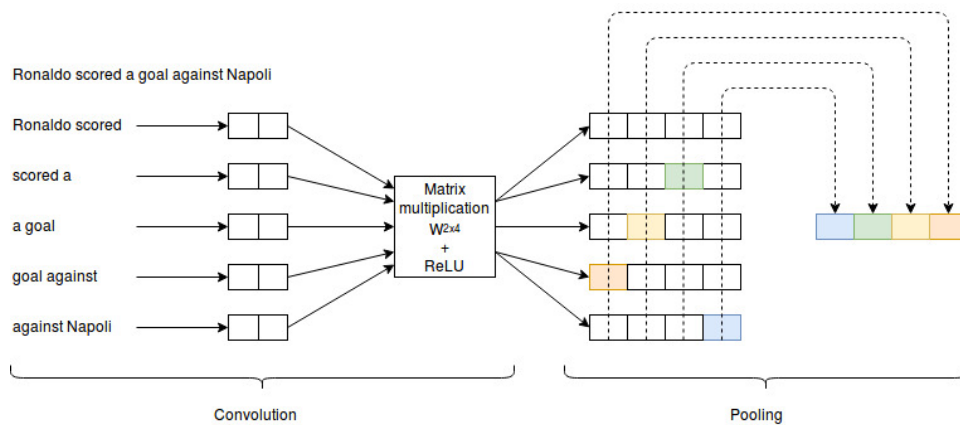 Ronaldo scored a goal against Napoli
Ronaldo scored
scored a
a goal
goal against
against Napoli
Matrix
multiplication
W2x4
+
ReLU
Convolution
Pooling